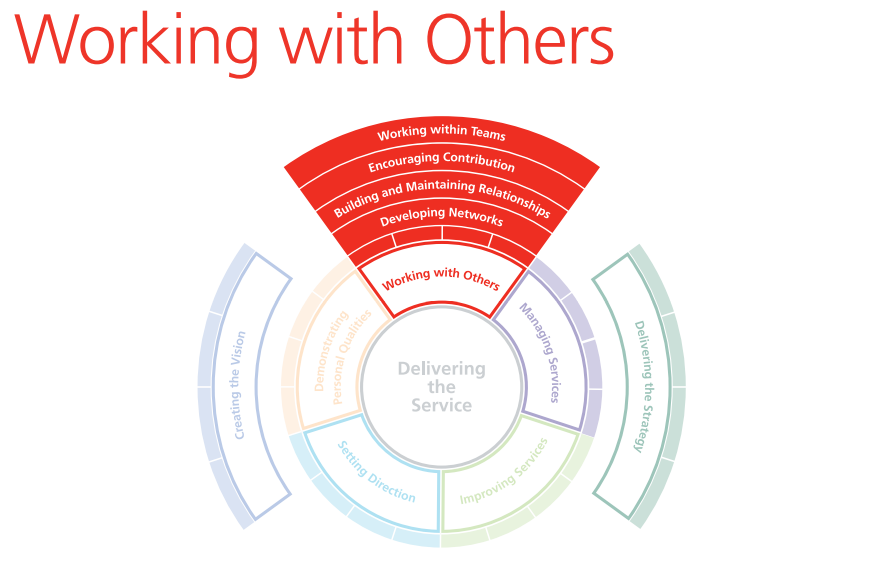 Working with Others
Working within Teams
Encouraging Contribution
Building and Maintaining Relationships
Developing Networks
Working with Others
Demonstrating
Personal Qualities
Managing Services
Creating the Vision
Delivering
the
Service
Delivering the Strategy
Setting Direction
Improving Services